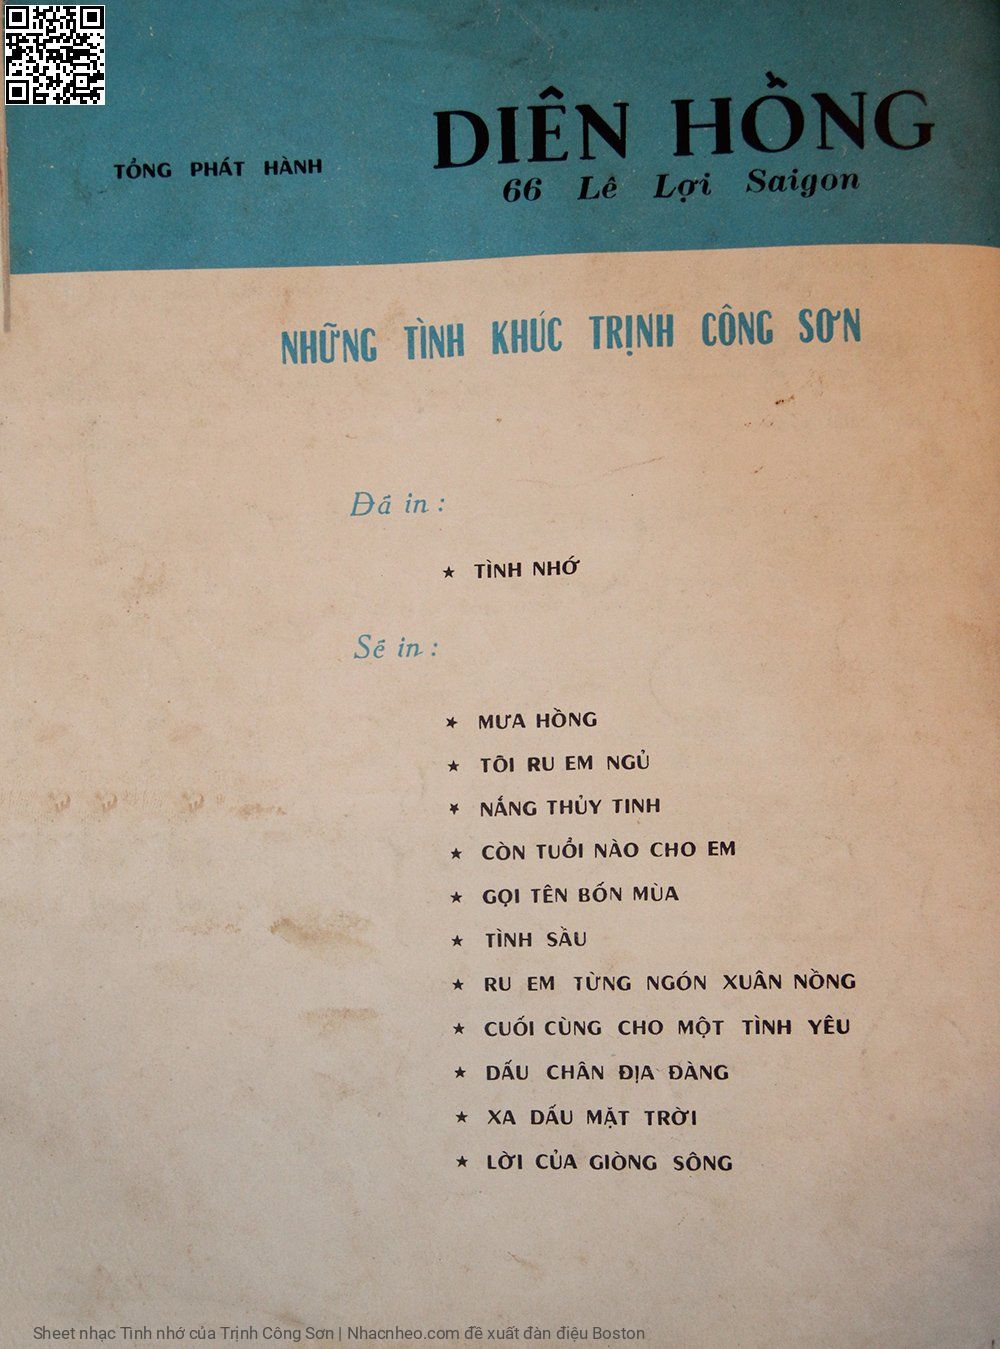 DIÊN HỒNG
TỔNG PHÁT HÀNH
66 Lê Lợi Saigon
NHỮNG TÌNH KHÚC TRỊNH CÔNG SƠN
Đã in :
★ TÌNH NHỚ
Sẽ in :
★ MƯA HỒNG
★ TÔI RU EM NGỦ
★ NẮNG THỦY TINH
★ CÒN TUỔI NÀO CHO EM
★ GỌI TÊN BỐN MÙA
★ TÌNH SẦU
★ RU EM TỪNG NGÓN XUÂN NỒNG
★ CUỐI CÙNG CHO MỘT TÌNH YÊU
★ DẤU CHÂN ĐỊA ĐÀNG
★ XA DẤU MẶT TRỜI
★ LỜI CỦA GIÒNG SÔNG
Sheet nhạc Tình nhớ của Trịnh Công Sơn | Nhacnheo.com đề xuất đàn điệu Boston